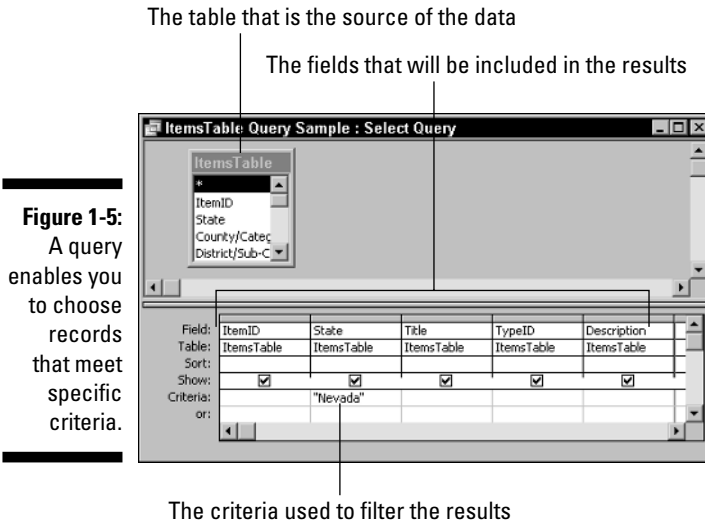 The table that is the source of the data
The fields that will be included in the results
ItemsTable Query Sample : Select Query
ItemsTable
*
ItemID
State
County/Categ
District/Sub-C
Figure 1-5:
A query
enables you
to choose
records
that meet
specific
criteria.
Field: ItemID State Title TypeID Description
Table: ItemsTable ItemsTable ItemsTable ItemsTable ItemsTable
Sort:
Show:
Criteria: "Nevada"
or:
The criteria used to filter the results